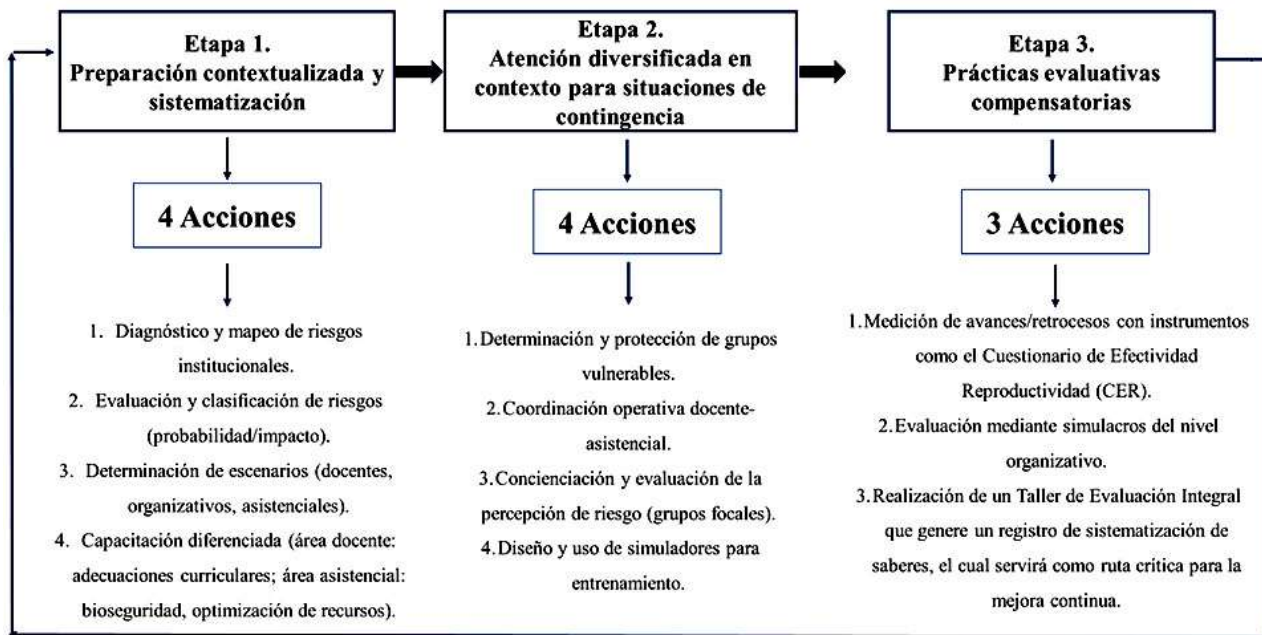 Etapa 1.
Preparación contextualizada y
sistematización
4 Acciones
1. Diagnóstico y mapeo de riesgos
institucionales.
2. Evaluación y clasificación de riesgos
(probabilidad/impacto).
3. Determinación de escenarios (docentes,
organizativos, asistenciales).
4. Capacitación diferenciada (área docente:
adecuaciones curriculares; área asistencial:
bioseguridad, optimización de recursos).
Etapa 2.
Atención diversificada en
contexto para situaciones de
contingencia
4 Acciones
1.Determinación y protección de grupos
vulnerables.
2.Coordinación operativa docente-
asistencial.
3.Concienciación y evaluación de la
percepción de riesgo (grupos focales).
4.Diseño y uso de simuladores para
entrenamiento.
Etapa 3.
Prácticas evaluativas
compensatorias
3 Acciones
1.Medición de avances/retrocesos con instrumentos
como el Cuestionario de Efectividad
Reproductividad (CER).
2.Evaluación mediante simulacros del nivel
organizativo.
3.Realización de un Taller de Evaluación Integral
que genere un registro de sistematización de
saberes, el cual servirá como ruta crítica para la
mejora continua.